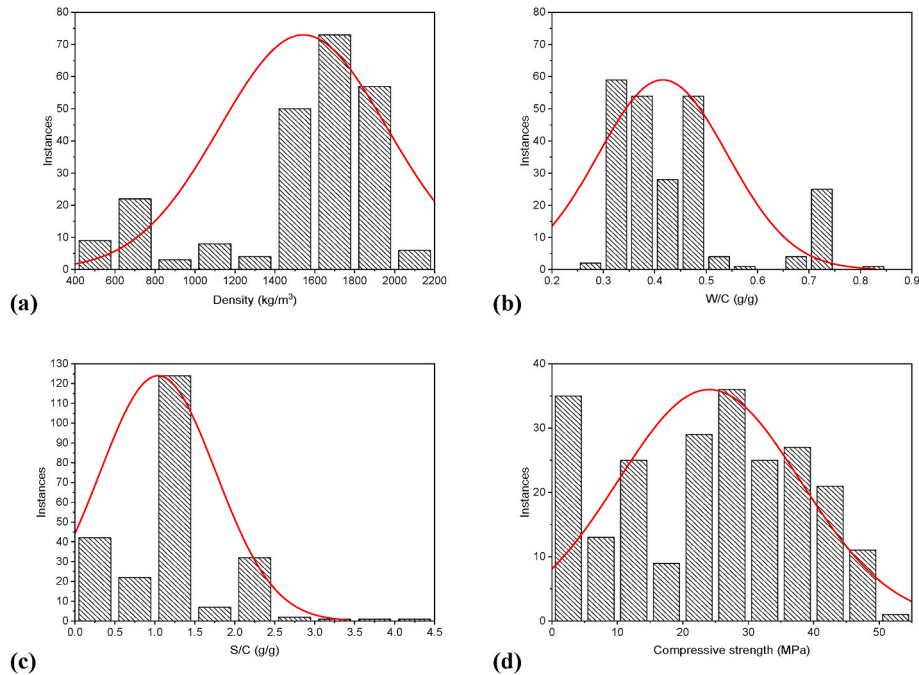 80
70
60
50
40
30
20
10
0
Instances
400 600 800 1000 1200 1400 1600 1800 2000 2200
Density (kg/m³)
(a)
80
70
60
50
40
30
20
10
0
Instances
0.2 0.3 0.4 0.5 0.6 0.7 0.8 0.9
W/C (g/g)
(b)
130
120
110
100
90
80
70
60
50
40
30
20
10
0
Instances
0.0 0.5 1.0 1.5 2.0 2.5 3.0 3.5 4.0 4.5
S/C (g/g)
(c)
40
30
20
10
0
Instances
0 10 20 30 40 50
Compressive strength (MPa)
(d)